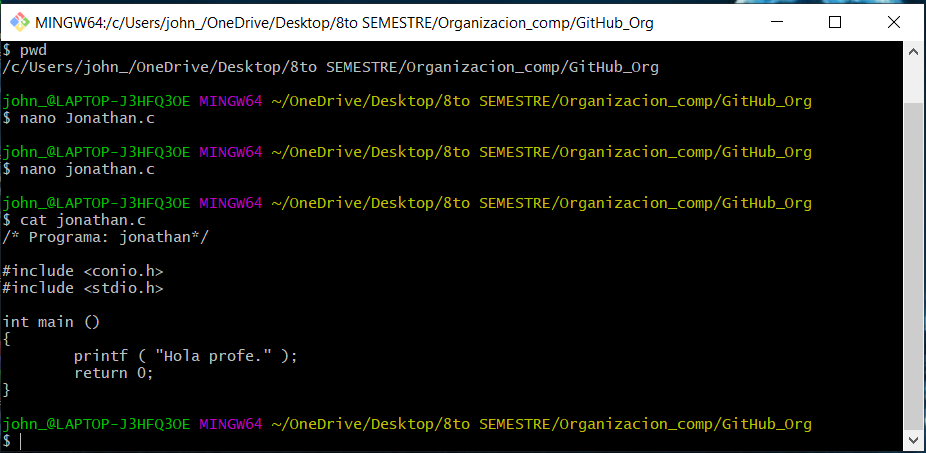 MINGW64:/c/Users/john_/OneDrive/Desktop/8to SEMESTRE/Organizacion_comp/GitHub_Org
$ pwd
/c/Users/john_/OneDrive/Desktop/8to SEMESTRE/Organizacion_comp/GitHub_Org
john_@LAPTOP-J3HFQ3OE MINGW64 ~/OneDrive/Desktop/8to SEMESTRE/Organizacion_comp/GitHub_Org
$ nano Jonathan.c
john_@LAPTOP-J3HFQ3OE MINGW64 ~/OneDrive/Desktop/8to SEMESTRE/Organizacion_comp/GitHub_Org
$ nano jonathan.c
john_@LAPTOP-J3HFQ3OE MINGW64 ~/OneDrive/Desktop/8to SEMESTRE/Organizacion_comp/GitHub_Org
$ cat jonathan.c
/* Programa: jonathan*/
#include <conio.h>
#include <stdio.h>
int main ()
{
        printf ( "Hola profe." );
        return 0;
}
john_@LAPTOP-J3HFQ3OE MINGW64 ~/OneDrive/Desktop/8to SEMESTRE/Organizacion_comp/GitHub_Org
$